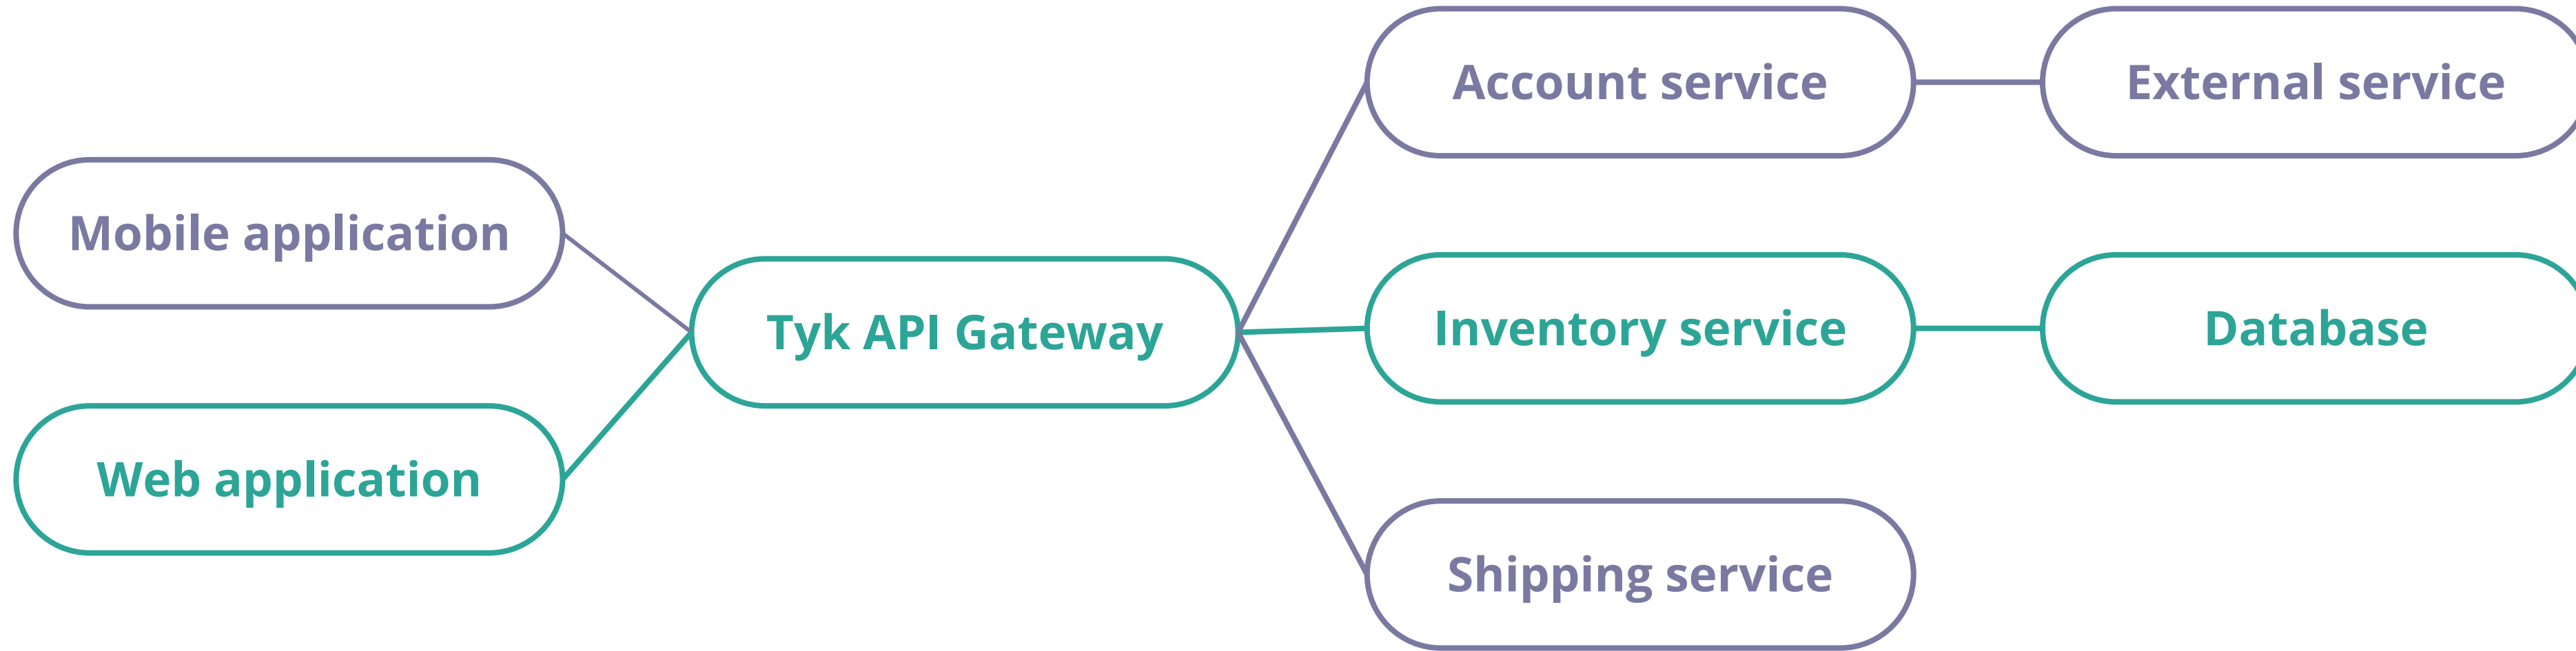 Mobile application
Web application
Tyk API Gateway
Account service
Inventory service
Shipping service
External service
Database